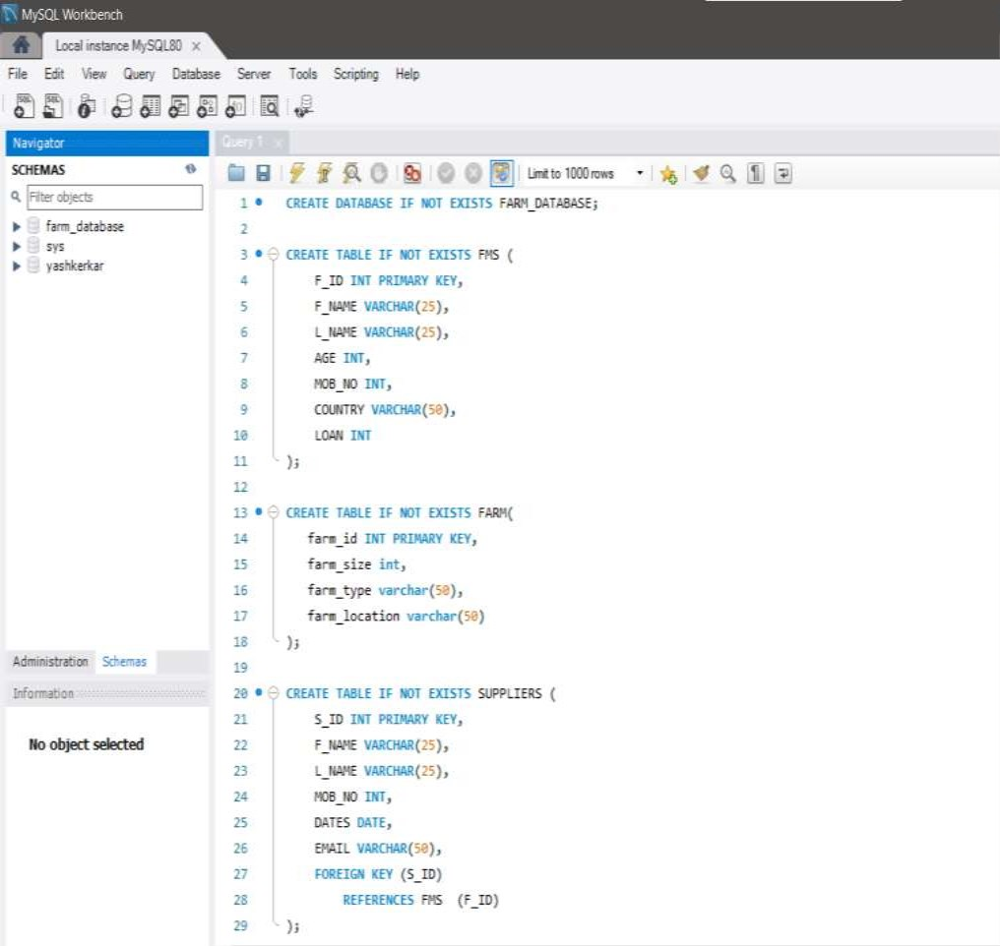 MySQL Workbench
Local instance MySQL80 ×
File Edit View Query Database Server Tools Scripting Help
Navigator
SCHEMAS
Filter objects
farm_database
sys
yashkerkar
Administration Schemas
Information
No object selected
Query 1 ×
Limit to 1000 rows
1 CREATE DATABASE IF NOT EXISTS FARM_DATABASE;
2
3 CREATE TABLE IF NOT EXISTS FMS (
4 F_ID INT PRIMARY KEY,
5 F_NAME VARCHAR(25),
6 L_NAME VARCHAR(25),
7 AGE INT,
8 MOB_NO INT,
9 COUNTRY VARCHAR(50),
10 LOAN INT
11 );
12
13 CREATE TABLE IF NOT EXISTS FARM(
14 farm_id INT PRIMARY KEY,
15 farm_size int,
16 farm_type varchar(50),
17 farm_location varchar(50)
18 );
19
20 CREATE TABLE IF NOT EXISTS SUPPLIERS (
21 S_ID INT PRIMARY KEY,
22 F_NAME VARCHAR(25),
23 L_NAME VARCHAR(25),
24 MOB_NO INT,
25 DATES DATE,
26 EMAIL VARCHAR(50),
27 FOREIGN KEY (S_ID)
28 REFERENCES FMS (F_ID)
29 );